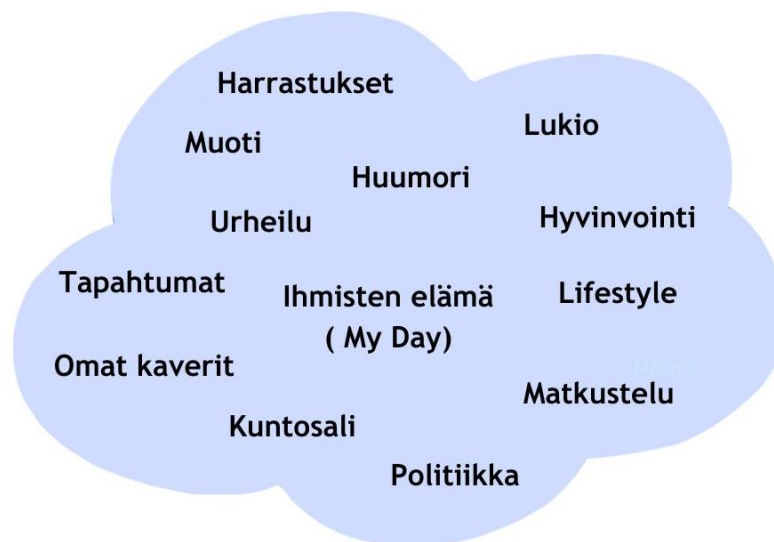 Harrastukset
Lukio
Muoti
Huumori
Urheilu
Hyvinvointi
Tapahtumat
Ihmisten elämä
( My Day)
Lifestyle
Omat kaverit
Matkustelu
Kuntosali
Politiikka